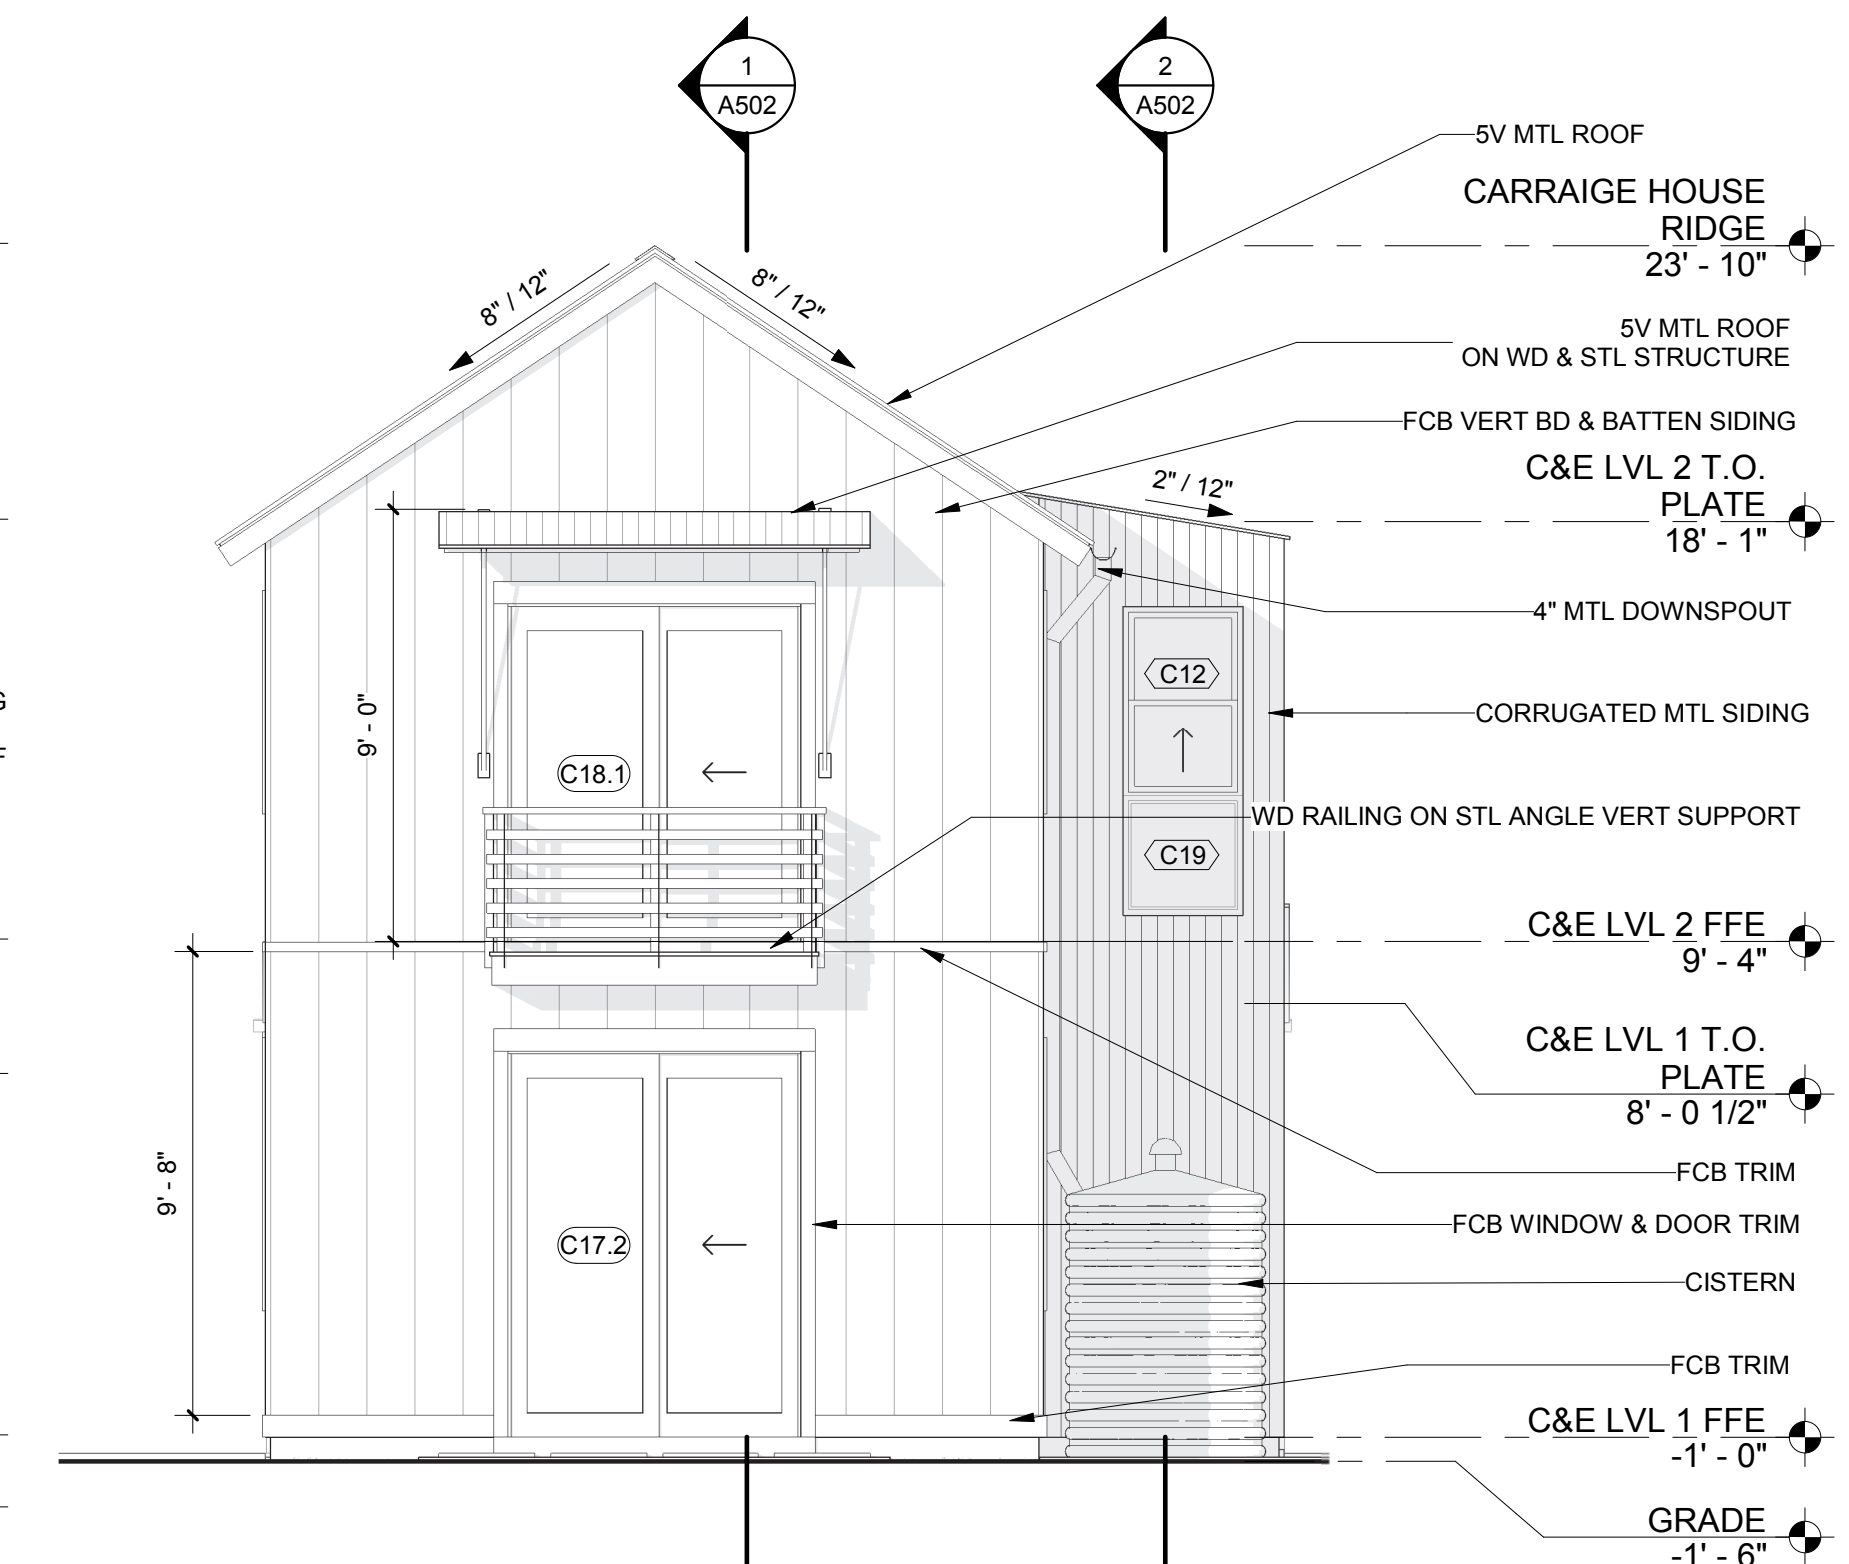 1
A502
2
A502
5V MTL ROOF
CARRAIGE HOUSE
RIDGE
23' - 10"
8" / 12"
8" / 12"
5V MTL ROOF
ON WD & STL STRUCTURE
FCB VERT BD & BATTEN SIDING
C&E LVL 2 T.O.
PLATE
18' - 1"
2" / 12"
4" MTL DOWNSPOUT
C12
9' - 0"
CORRUGATED MTL SIDING
C18.1
WD RAILING ON STL ANGLE VERT SUPPORT
C19
C&E LVL 2 FFE
9' - 4"
C&E LVL 1 T.O.
PLATE
8' - 0 1/2"
9' - 8"
FCB TRIM
C17.2
FCB WINDOW & DOOR TRIM
CISTERN
FCB TRIM
C&E LVL 1 FFE
-1' - 0"
GRADE
-1' - 6"